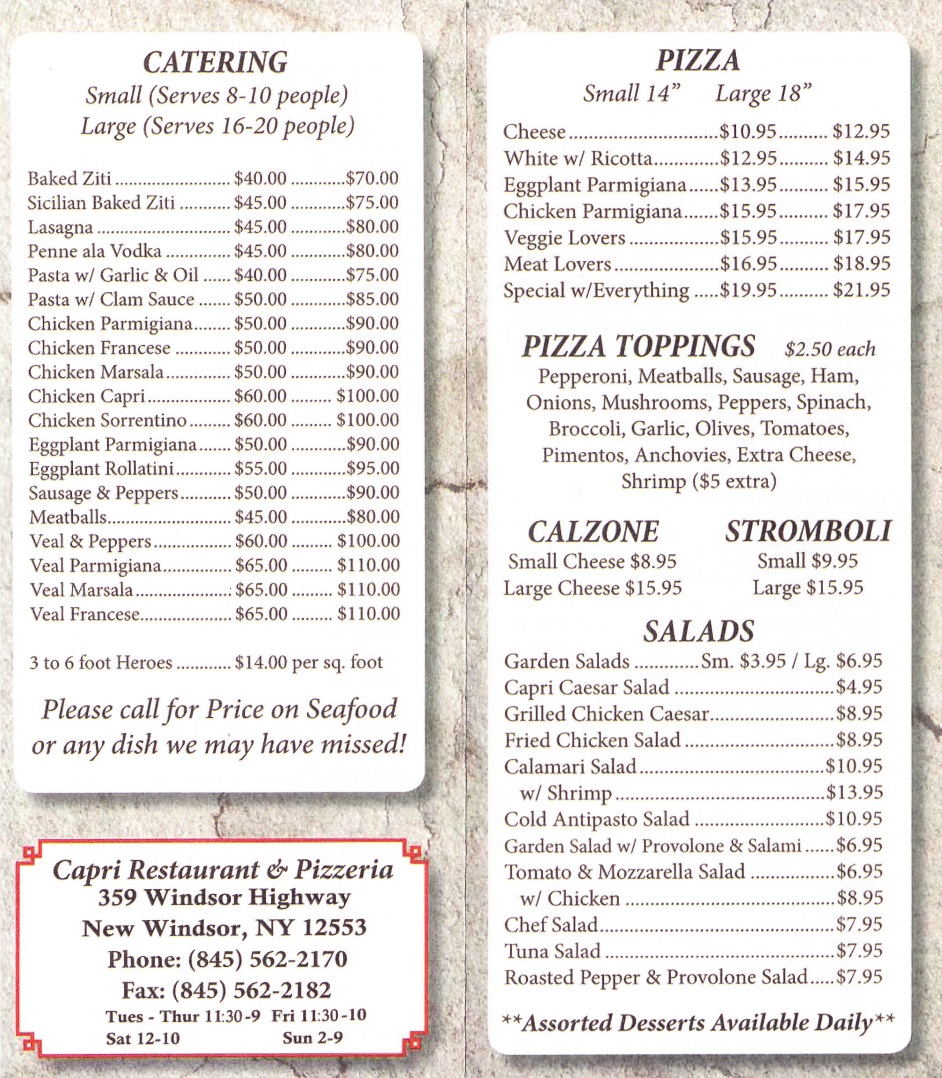 CATERING
Small (Serves 8-10 people)
Large (Serves 16-20 people)
Baked Ziti ............................ $40.00 ............$70.00
Sicilian Baked Ziti ........... $45.00 ............$75.00
Lasagna ................................ $45.00 ............$80.00
Penne ala Vodka ................ $45.00 ............$80.00
Pasta w/ Garlic & Oil ...... $40.00 ............$75.00
Pasta w/ Clam Sauce ....... $50.00 ............$85.00
Chicken Parmigiana........ $50.00 ............$90.00
Chicken Francese ............ $50.00 ............$90.00
Chicken Marsala.............. $50.00 ............$90.00
Chicken Capri.................. $60.00 ......... $100.00
Chicken Sorrentino......... $60.00 ......... $100.00
Eggplant Parmigiana...... $50.00 ............$90.00
Eggplant Rollatini............ $55.00 ............$95.00
Sausage & Peppers........... $50.00 ............$90.00
Meatballs........................... $45.00 ............$80.00
Veal & Peppers................. $60.00 ......... $100.00
Veal Parmigiana............... $65.00 ......... $110.00
Veal Marsala..................... $65.00 ......... $110.00
Veal Francese................... $65.00 ......... $110.00
3 to 6 foot Heroes ............ $14.00 per sq. foot
Please call for Price on Seafood
or any dish we may have missed!
Capri Restaurant & Pizzeria
359 Windsor Highway
New Windsor, NY 12553
Phone: (845) 562-2170
Fax: (845) 562-2182
Tues - Thur 11:30-9 Fri 11:30-10
Sat 12-10 Sun 2-9
PIZZA
Small 14” Large 18”
Cheese..............................$10.95......... $12.95
White w/ Ricotta.............$12.95......... $14.95
Eggplant Parmigiana......$13.95......... $15.95
Chicken Parmigiana.......$15.95......... $17.95
Veggie Lovers ..................$15.95......... $17.95
Meat Lovers.....................$16.95......... $18.95
Special w/Everything .....$19.95......... $21.95
PIZZA TOPPINGS $2.50 each
Pepperoni, Meatballs, Sausage, Ham,
Onions, Mushrooms, Peppers, Spinach,
Broccoli, Garlic, Olives, Tomatoes,
Pimentos, Anchovies, Extra Cheese,
Shrimp ($5 extra)
CALZONE STROMBOLI
Small Cheese $8.95 Small $9.95
Large Cheese $15.95 Large $15.95
SALADS
Garden Salads ............Sm. $3.95 / Lg. $6.95
Capri Caesar Salad ..............................$4.95
Grilled Chicken Caesar.......................$8.95
Fried Chicken Salad ............................$8.95
Calamari Salad..................................$10.95
w/ Shrimp......................................$13.95
Cold Antipasto Salad ........................$10.95
Garden Salad w/ Provolone & Salami ......$6.95
Tomato & Mozzarella Salad ...............$6.95
w/ Chicken .......................................$8.95
Chef Salad............................................$7.95
Tuna Salad ...........................................$7.95
Roasted Pepper & Provolone Salad.....$7.95
**Assorted Desserts Available Daily**